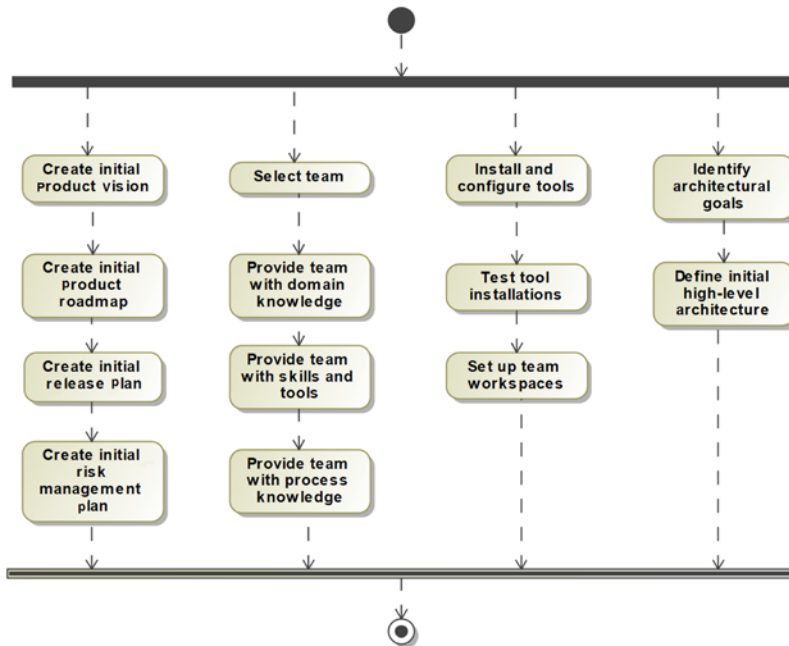 Create initial
Product vision
Select team
Install and
configure tools
Identify
architectural
goals
Create initial
product
roadmap
Provide team
with domain
knowledge
Test tool
installations
Define initial
high-level
architecture
Create initial
release Plan
Provide team
with skills and
tools
Set up team
workspaces
Create initial
risk
management
plan
Provide team
with process
knowledge